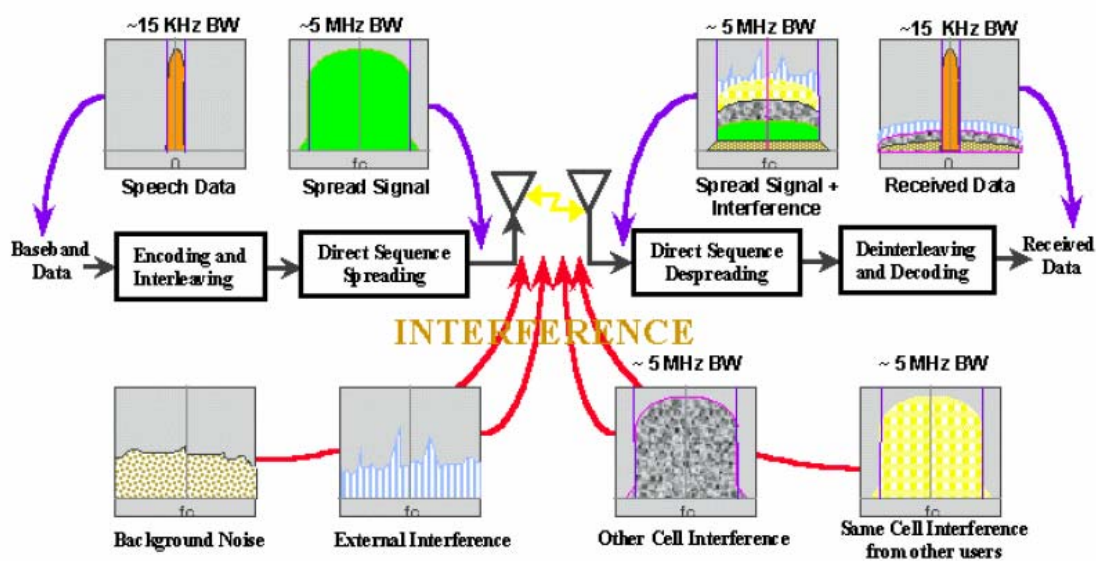 ~15 KHz BW
~5 MHz BW
~ 5 MHz BW
~15 KHz BW
0
fc
fc
0
Speech Data
Spread Signal
Spread Signal +
Interference
Received Data
Baseband
Data
Encoding and
Interleaving
Direct Sequence
Spreading
Direct Sequence
Despreading
Deinterleaving
and Decoding
Received
Data
INTERFERENCE
~ 5 MHz BW
~ 5 MHz BW
fc
fc
fc
fc
Background Noise
External Interference
Other Cell Interference
Same Cell Interference
from other users